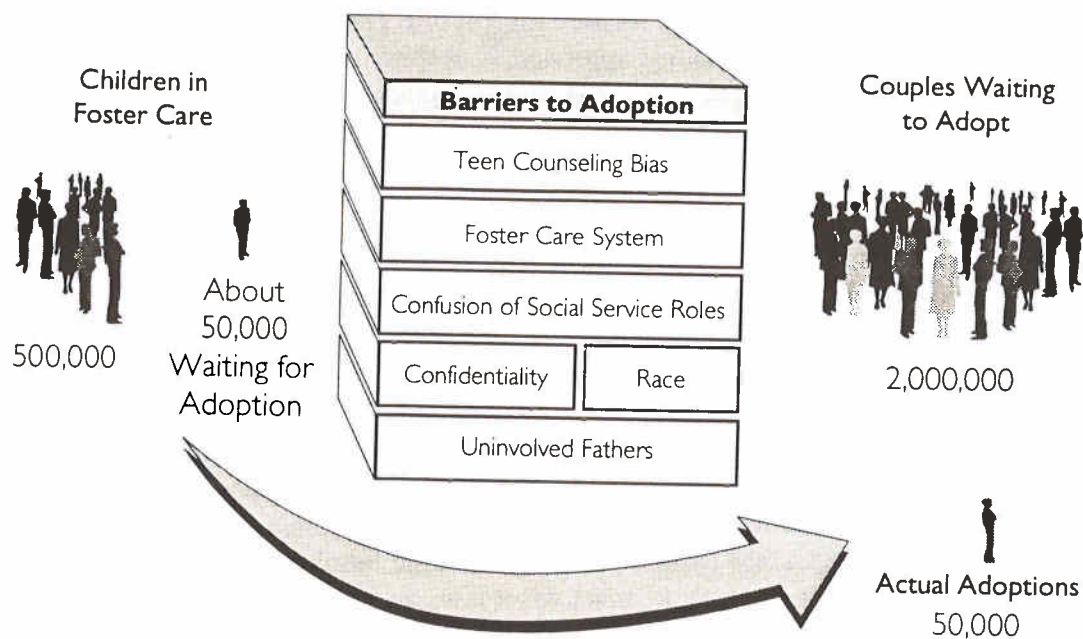 Children in
Foster Care
500,000
About
50,000
Waiting for
Adoption
Barriers to Adoption
Teen Counseling Bias
Foster Care System
Confusion of Social Service Roles
Confidentiality
Race
Uninvolved Fathers
Couples Waiting
to Adopt
2,000,000
Actual Adoptions
50,000